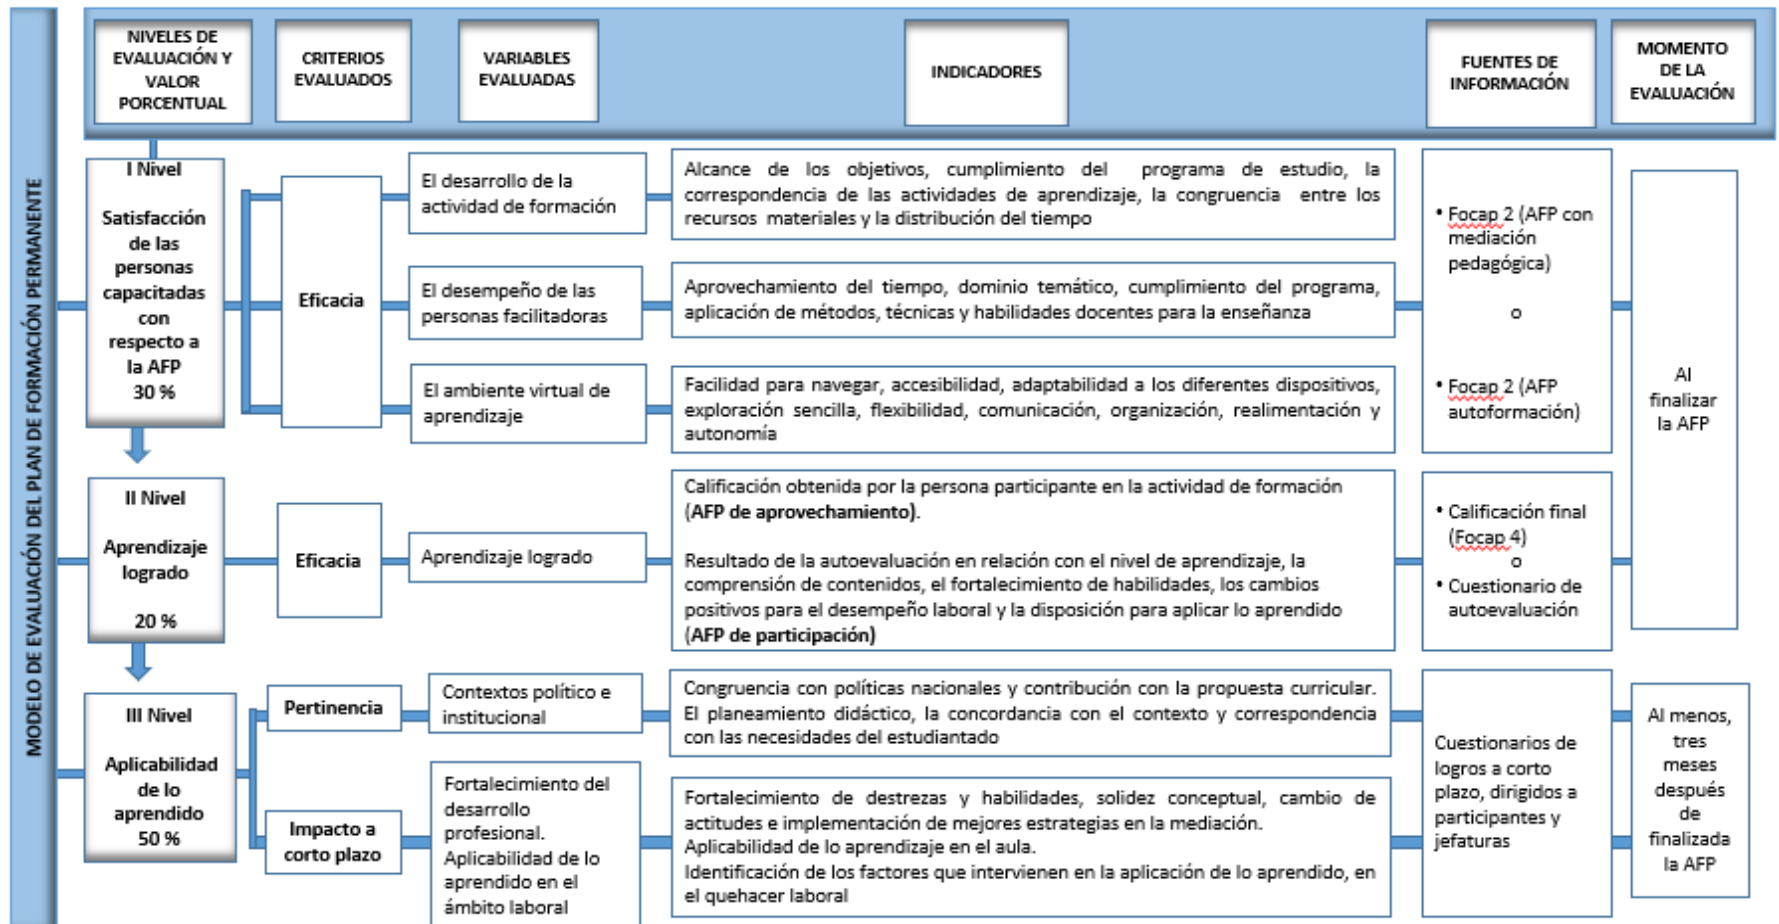 MODELO DE EVALUACIÓN DEL PLAN DE FORMACIÓN PERMANENTE
NIVELES DE
EVALUACIÓN Y
VALOR
PORCENTUAL
CRITERIOS
EVALUADOS
VARIABLES
EVALUADAS
INDICADORES
FUENTES DE
INFORMACIÓN
MOMENTO
DE LA
EVALUACIÓN
I Nivel
Satisfacción
de las
personas
capacitadas
con
respecto a
la AFP
30 %
Eficacia
El desarrollo de la
actividad de formación
Alcance de los objetivos, cumplimiento del programa de estudio, la
correspondencia de las actividades de aprendizaje, la congruencia entre los
recursos materiales y la distribución del tiempo
El desempeño de las
personas facilitadoras
Aprovechamiento del tiempo, dominio temático, cumplimiento del programa,
aplicación de métodos, técnicas y habilidades docentes para la enseñanza
El ambiente virtual de
aprendizaje
Facilidad para navegar, accesibilidad, adaptabilidad a los diferentes dispositivos,
exploración sencilla, flexibilidad, comunicación, organización, realimentación y
autonomía
• Focap 2 (AFP con
mediación
pedagógica)
o
• Focap 2 (AFP
autoformación)
Al
finalizar
la AFP
II Nivel
Aprendizaje
logrado
20 %
Eficacia
Aprendizaje logrado
Calificación obtenida por la persona participante en la actividad de formación
(AFP de aprovechamiento).
Resultado de la autoevaluación en relación con el nivel de aprendizaje, la
comprensión de contenidos, el fortalecimiento de habilidades, los cambios
positivos para el desempeño laboral y la disposición para aplicar lo aprendido
(AFP de participación)
• Calificación final
(Focap 4)
o
• Cuestionario de
autoevaluación
III Nivel
Aplicabilidad
de lo
aprendido
50 %
Pertinencia
Contextos político e
institucional
Congruencia con políticas nacionales y contribución con la propuesta curricular.
El planeamiento didáctico, la concordancia con el contexto y correspondencia
con las necesidades del estudiantado
Impacto a
corto plazo
Fortalecimiento del
desarrollo
profesional.
Aplicabilidad de lo
aprendido en el
ámbito laboral
Fortalecimiento de destrezas y habilidades, solidez conceptual, cambio de
actitudes e implementación de mejores estrategias en la mediación.
Aplicabilidad de lo aprendizaje en el aula.
Identificación de los factores que intervienen en la aplicación de lo aprendido, en
el quehacer laboral
Cuestionarios de
logros a corto
plazo, dirigidos a
participantes y
jefaturas
Al menos,
tres
meses
después
de
finalizada
la AFP